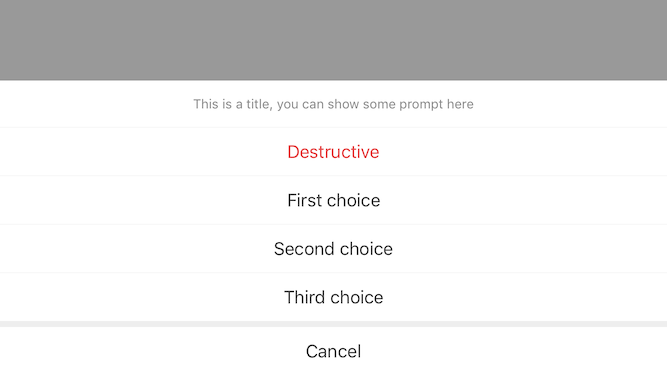 This is a title, you can show some prompt here
Destructive
First choice
Second choice
Third choice
Cancel